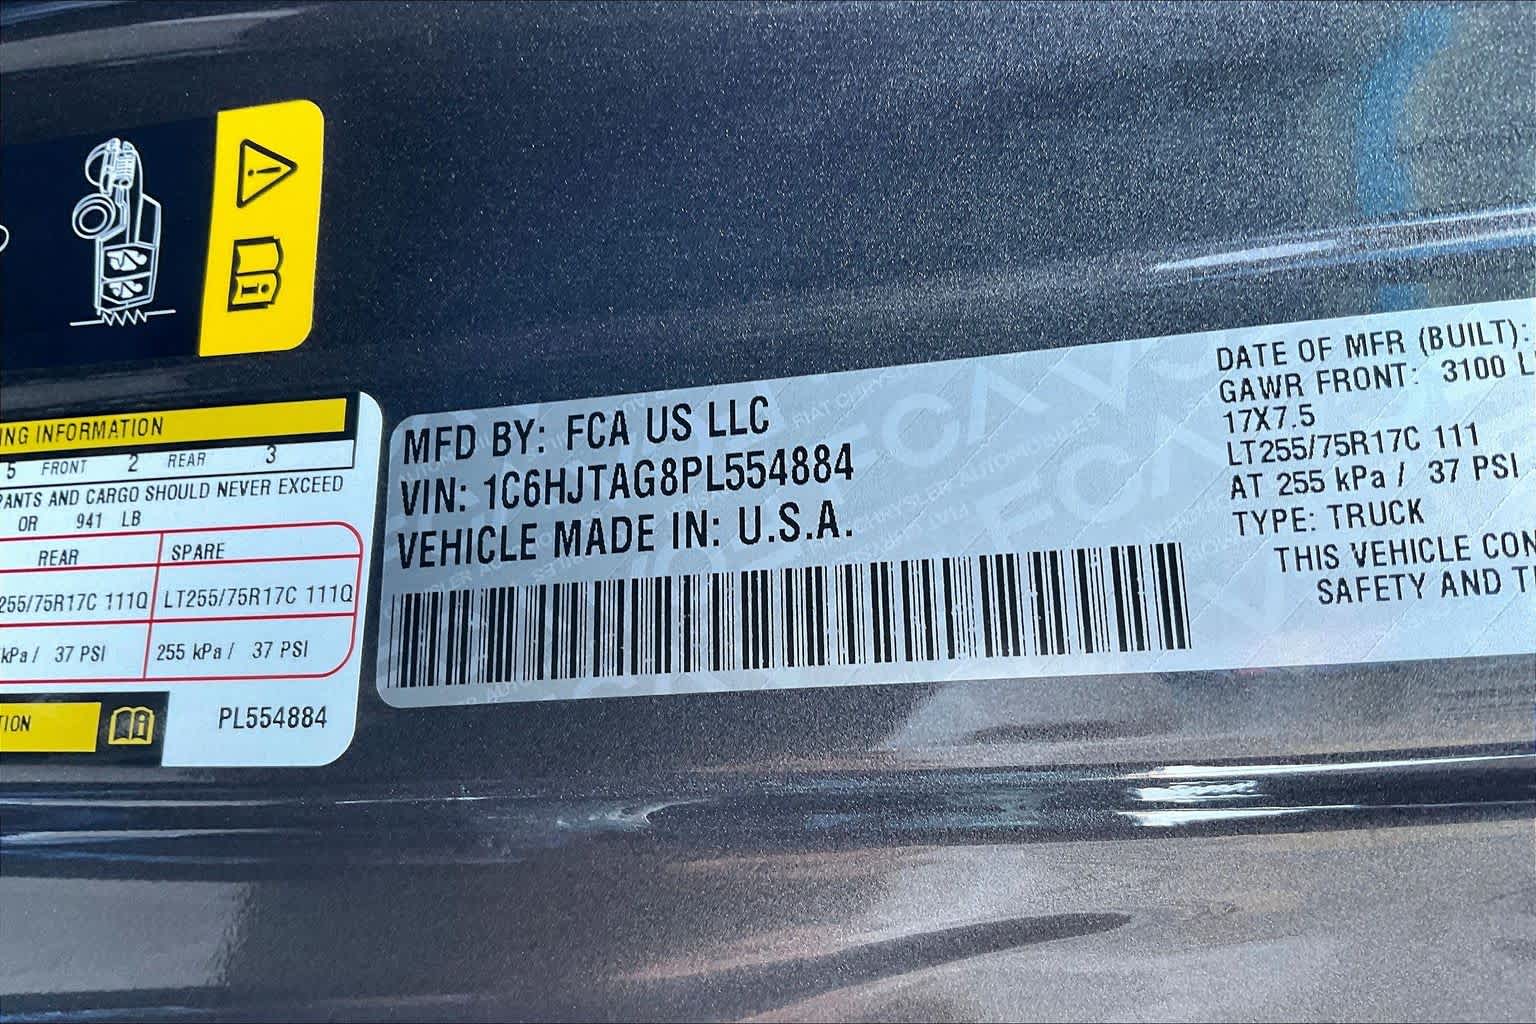 ING INFORMATION
5 FRONT 2 REAR 3
PANTS AND CARGO SHOULD NEVER EXCEED
OR 941 LB
REAR SPARE
255/75R17C 111Q LT255/75R17C 111Q
kPa / 37 PSI 255 kPa / 37 PSI
TION
PL554884
MFD BY: FCA US LLC
VIN: 1C6HJTAG8PL554884
VEHICLE MADE IN: U.S.A.
DATE OF MFR (BUILT):
GAWR FRONT: 3100 L
17X7.5
LT255/75R17C 111
AT 255 kPa / 37 PSI
TYPE: TRUCK
THIS VEHICLE CON
SAFETY AND T